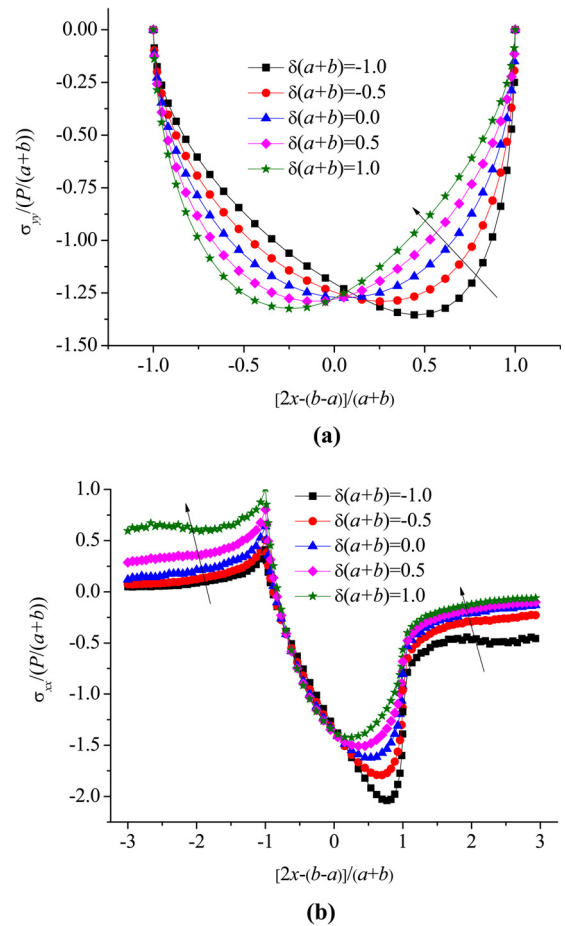 0.00
-0.25
-0.50
-0.75
-1.00
-1.25
-1.50
σyy/(P/(a+b))
δ(a+b)=-1.0
δ(a+b)=-0.5
δ(a+b)=0.0
δ(a+b)=0.5
δ(a+b)=1.0
-1.0 -0.5 0.0 0.5 1.0
[2x-(b-a)]/(a+b)
(a)
1.0
0.5
0.0
-0.5
-1.0
-1.5
-2.0
σxx/(P/(a+b))
δ(a+b)=-1.0
δ(a+b)=-0.5
δ(a+b)=0.0
δ(a+b)=0.5
δ(a+b)=1.0
-3 -2 -1 0 1 2 3
[2x-(b-a)]/(a+b)
(b)